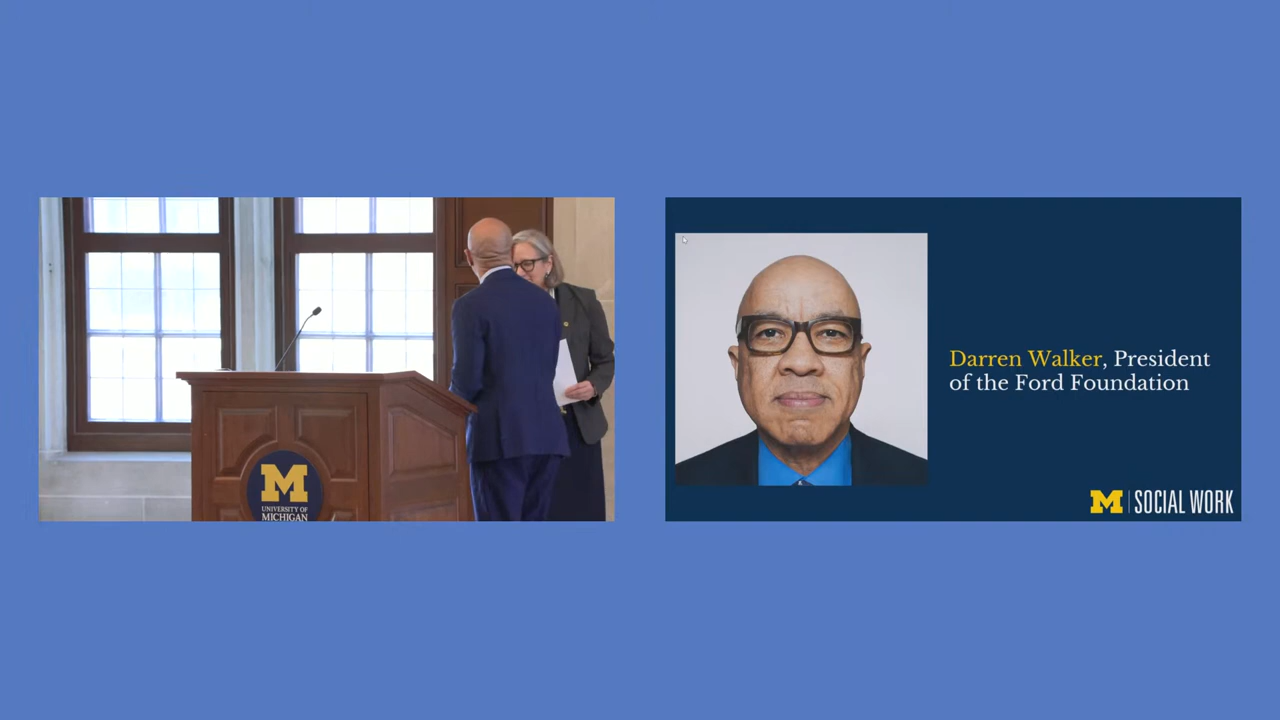 M
UNIVERSITY OF
MICHIGAN
Darren Walker, President
of the Ford Foundation
M SOCIAL WORK